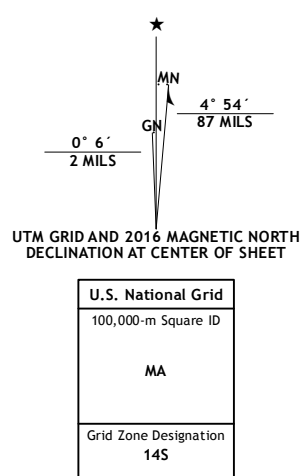 ★
MN
4° 54´
87 MILS
GN
0° 6´
2 MILS
UTM GRID AND 2016 MAGNETIC NORTH
DECLINATION AT CENTER OF SHEET
U.S. National Grid
100,000-m Square ID
MA
Grid Zone Designation
14S